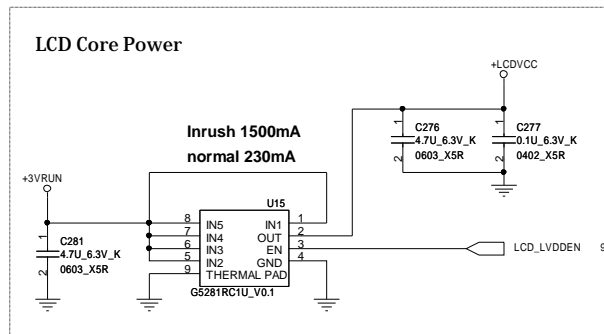 LCD Core Power
+LCDVCC
Inrush 1500mA
normal 230mA
1
C276
4.7U_6.3V_K
2
0603_X5R
1
C277
0.1U_6.3V_K
2
0402_X5R
+3VRUN
U15
8 IN5 IN1 1
7 IN4 OUT 2
6 IN3 EN 3
5 IN2 GND 4
9 THERMAL PAD
G5281RC1U_V0.1
LCD_LVDDEN 9
1
C281
4.7U_6.3V_K
2
0603_X5R